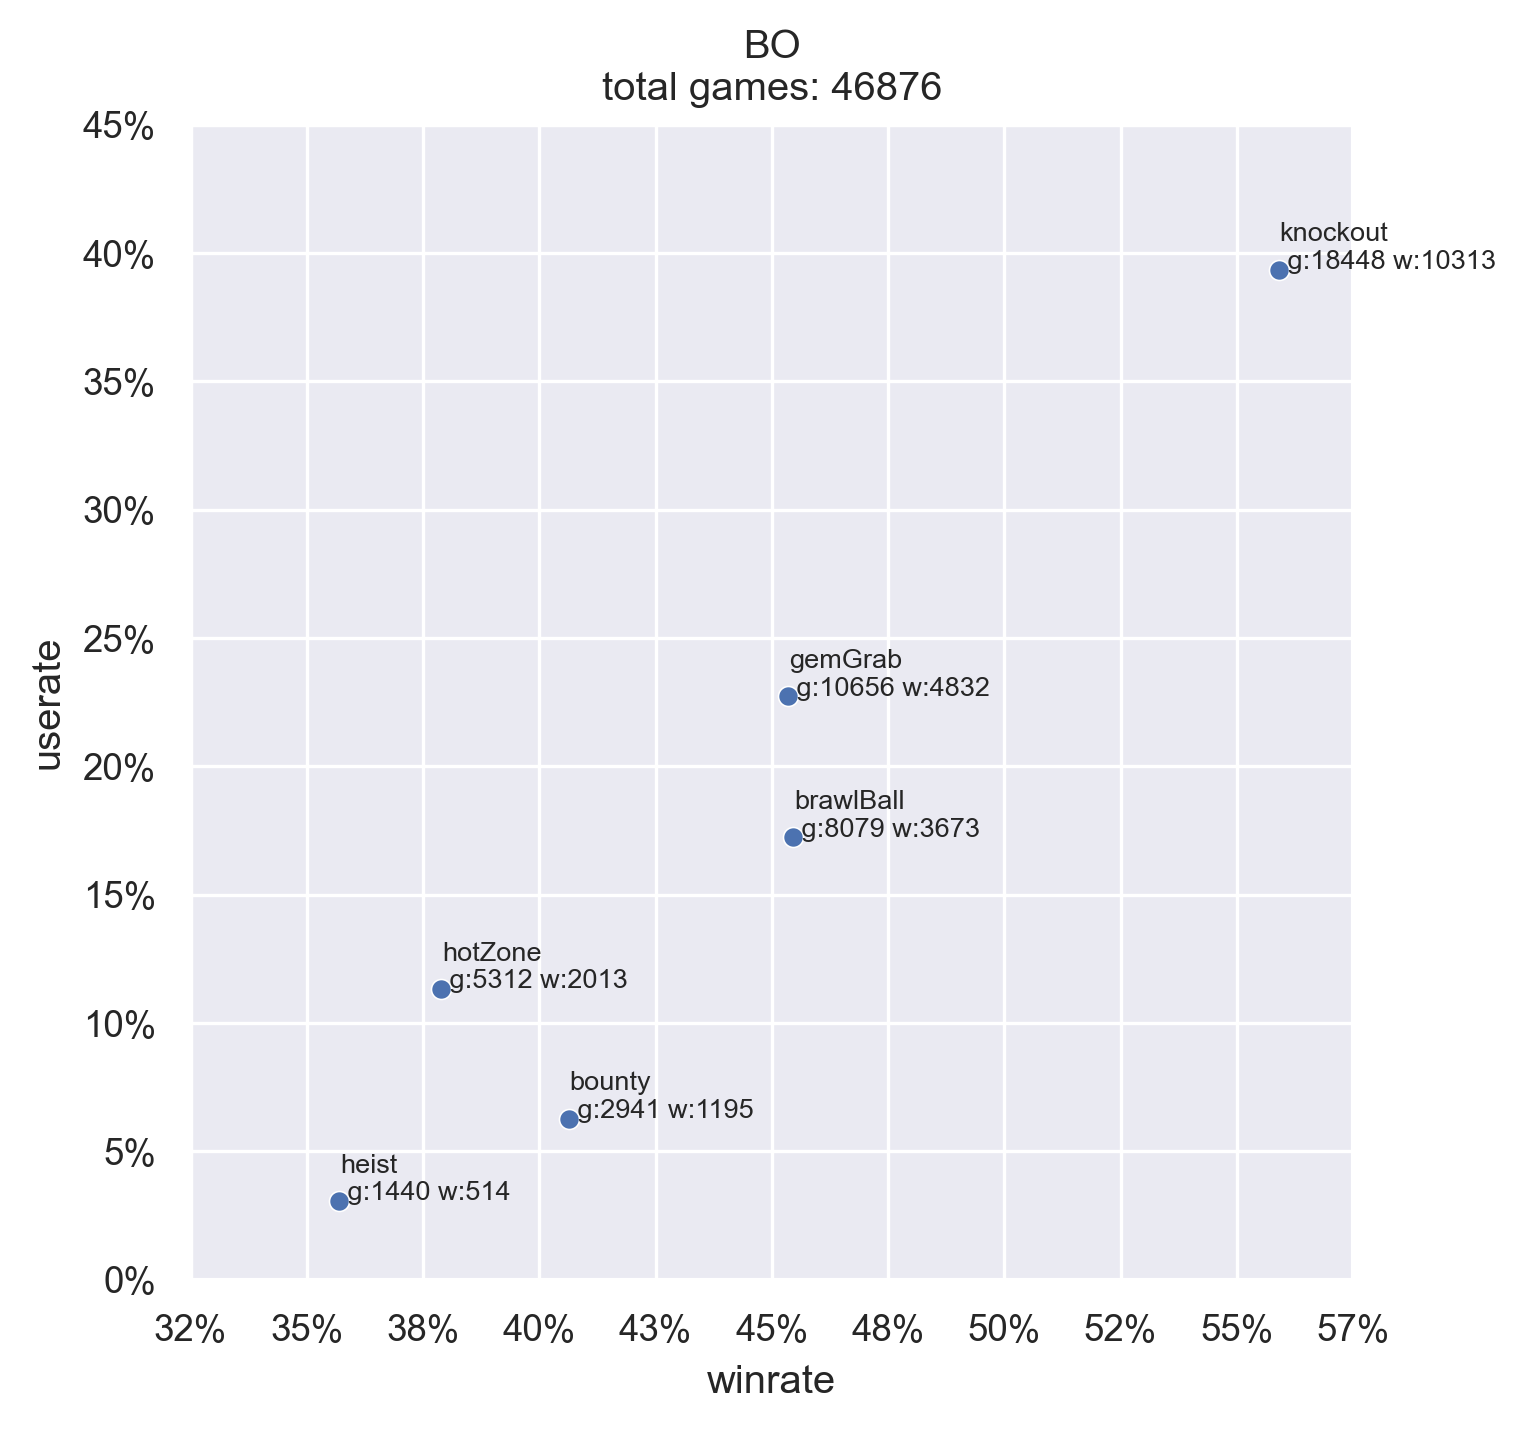 BO
total games: 46876
45%
40%
35%
30%
25%
20%
15%
10%
5%
0%
userate
knockout
g:18448 w:10313
gemGrab
g:10656 w:4832
brawlBall
g:8079 w:3673
hotZone
g:5312 w:2013
bounty
g:2941 w:1195
heist
g:1440 w:514
32% 35% 38% 40% 43% 45% 48% 50% 52% 55% 57%
winrate